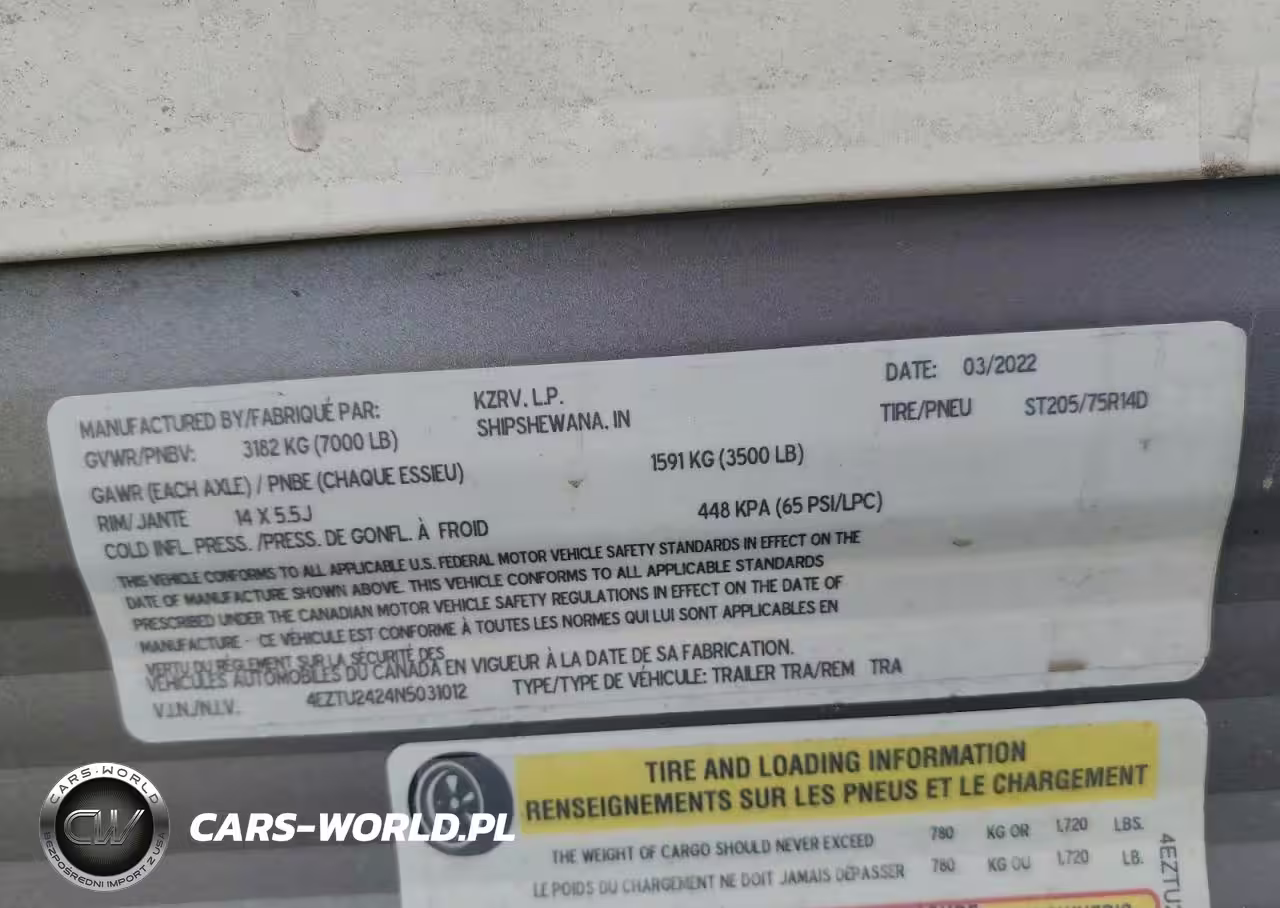 MANUFACTURED BY/FABRIQUÉ PAR: KZRV, L.P. DATE: 03/2022
SHIPSHEWANA, IN TIRE/PNEU ST205/75R14D
GVWR/PNBV: 3182 KG (7000 LB)
GAWR (EACH AXLE) / PNBE (CHAQUE ESSIEU) 1591 KG (3500 LB)
RIM/JANTE 14 X 5.5J
COLD INFL. PRESS. /PRESS. DE GONFL. À FROID 448 KPA (65 PSI/LPC)
THIS VEHICLE CONFORMS TO ALL APPLICABLE U.S. FEDERAL MOTOR VEHICLE SAFETY STANDARDS IN EFFECT ON THE
DATE OF MANUFACTURE SHOWN ABOVE. THIS VEHICLE CONFORMS TO ALL APPLICABLE STANDARDS
PRESCRIBED UNDER THE CANADIAN MOTOR VEHICLE SAFETY REGULATIONS IN EFFECT ON THE DATE OF
MANUFACTURE - CE VÉHICULE EST CONFORME À TOUTES LES NORMES QUI LUI SONT APPLICABLES EN
VERTU DU RÈGLEMENT SUR LA SÉCURITÉ DES
VÉHICULES AUTOMOBILES DU CANADA EN VIGUEUR À LA DATE DE SA FABRICATION.
V.I.N./N.I.V. 4EZTU2424N5031012 TYPE/TYPE DE VÉHICULE: TRAILER TRA/REM TRA
TIRE AND LOADING INFORMATION
RENSEIGNEMENTS SUR LES PNEUS ET LE CHARGEMENT
THE WEIGHT OF CARGO SHOULD NEVER EXCEED 780 KG OR 1,720 LBS.
LE POIDS DU CHARGEMENT NE DOIT JAMAIS DÉPASSER 780 KG OU 1,720 LB.
4EZTU
CARS-WORLD
CW
BEZPOŚREDNI IMPORT Z USA
CARS-WORLD.PL